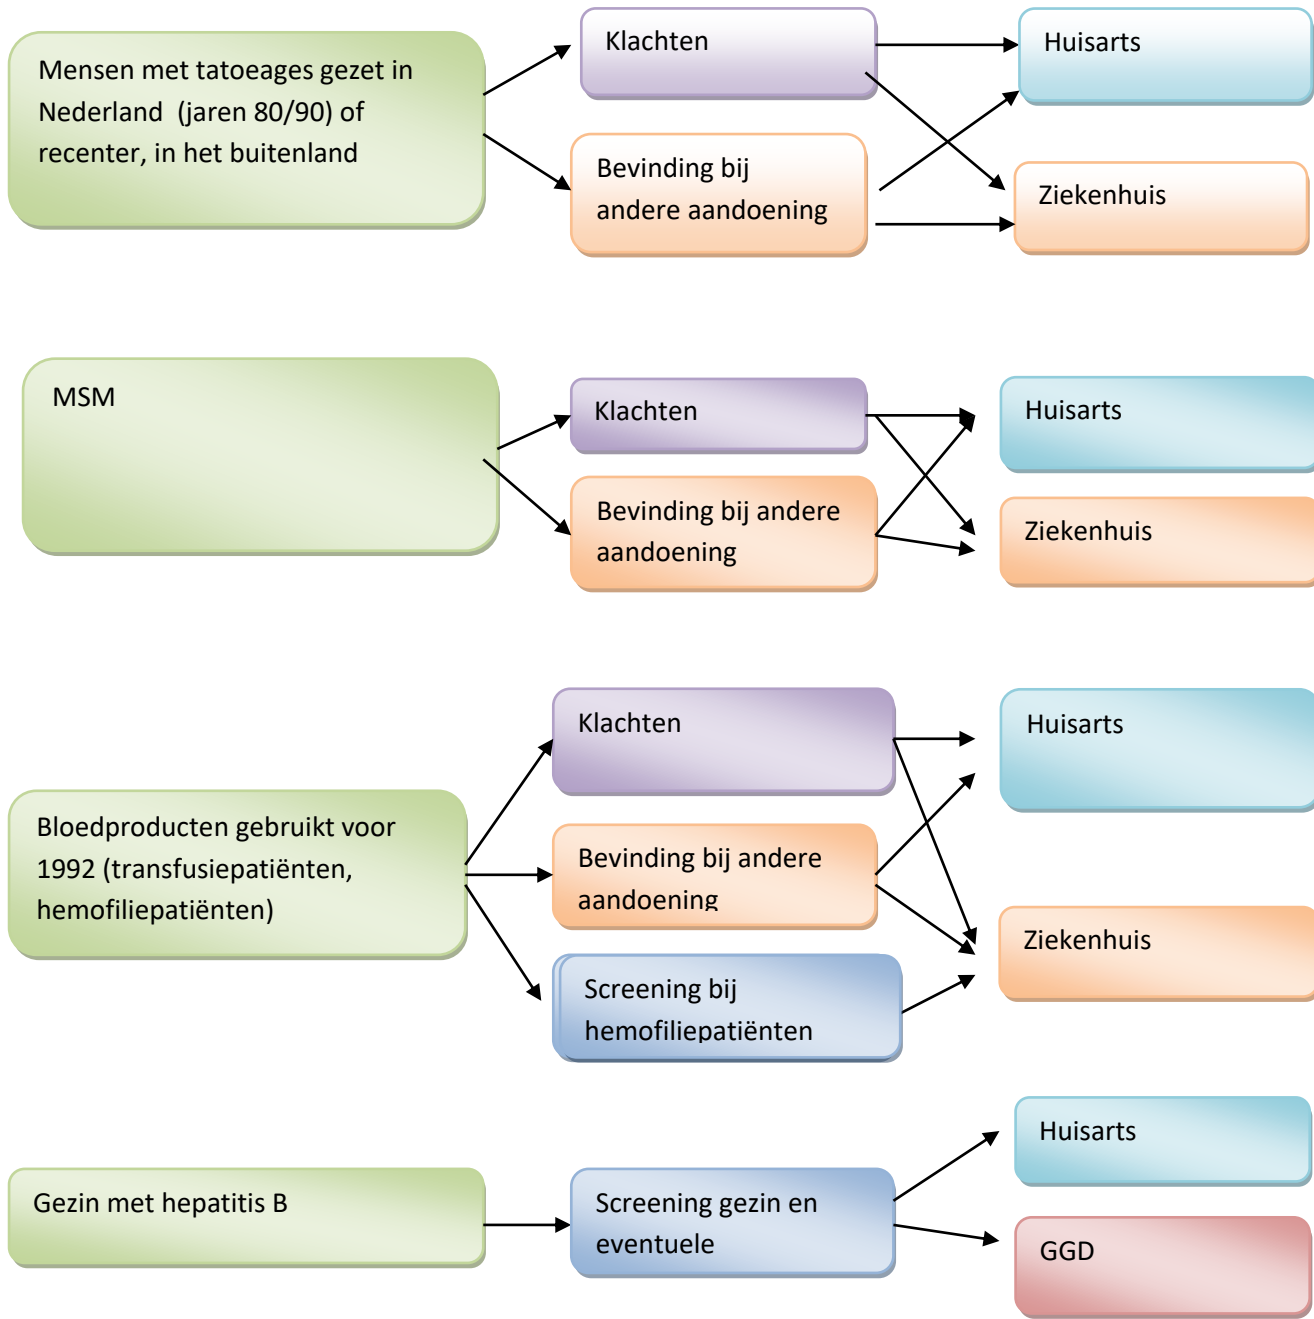 Mensen met tatoeages gezet in
Nederland (jaren 80/90) of
recenter, in het buitenland
Klachten
Bevinding bij
andere aandoening
Huisarts
Ziekenhuis
MSM
Klachten
Bevinding bij andere
aandoening
Huisarts
Ziekenhuis
Bloedproducten gebruikt voor
1992 (transfusiepatiënten,
hemofiliepatiënten)
Klachten
Bevinding bij andere
aandoening
Screening bij
hemofiliepatiënten
Huisarts
Ziekenhuis
Gezin met hepatitis B
Screening gezin en
eventuele
Huisarts
GGD